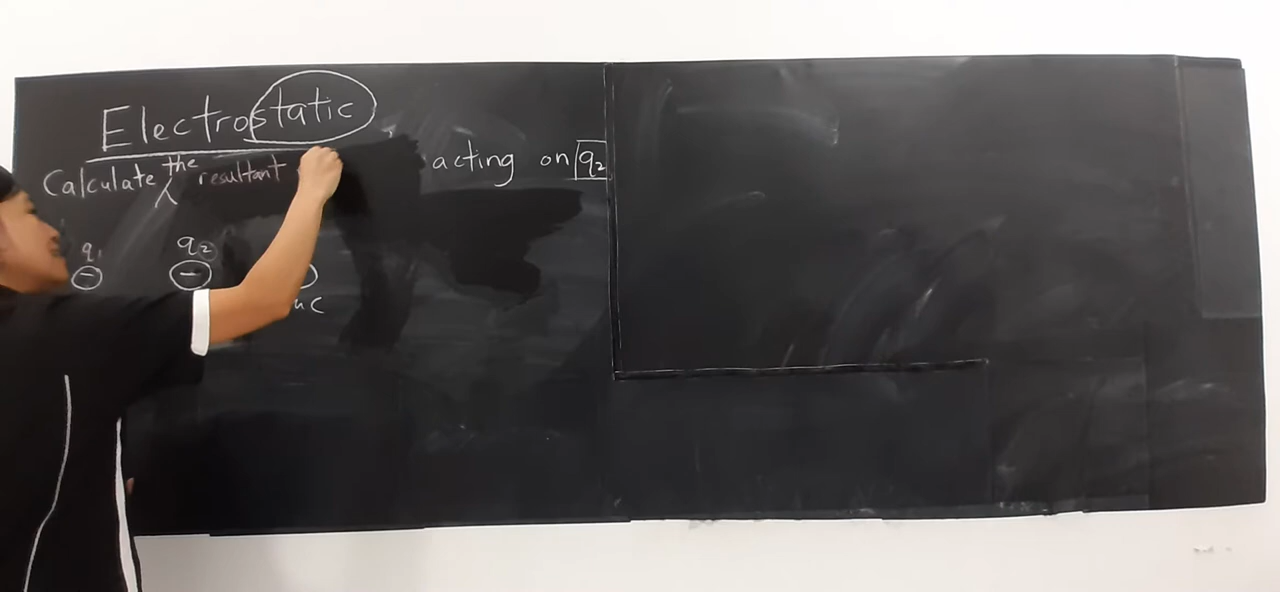 Electrostatic
Calculate the resultant acting on q₂
q₁ q₂
− −
C